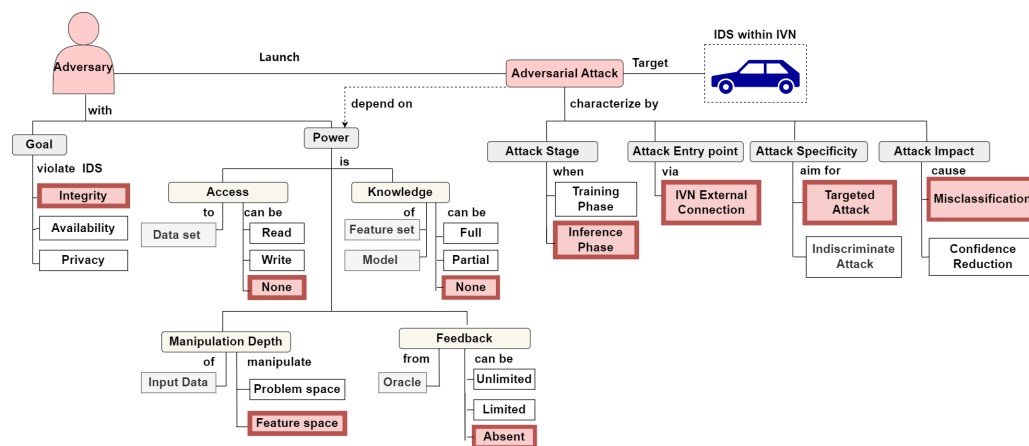 IDS within IVN
Adversary
Launch
Adversarial Attack
Target
with
depend on
characterize by
Goal
Power
Attack Stage
Attack Entry point
Attack Specificity
Attack Impact
violate IDS
is
when
via
aim for
cause
Integrity
Availability
Privacy
Access
Knowledge
to
can be
of
can be
Data set
Read
Write
None
Feature set
Model
Full
Partial
None
Training
Phase
Inference
Phase
IVN External
Connection
Targeted
Attack
Indiscriminate
Attack
Misclassification
Confidence
Reduction
Manipulation Depth
Feedback
of
manipulate
from
can be
Input Data
Problem space
Feature space
Oracle
Unlimited
Limited
Absent